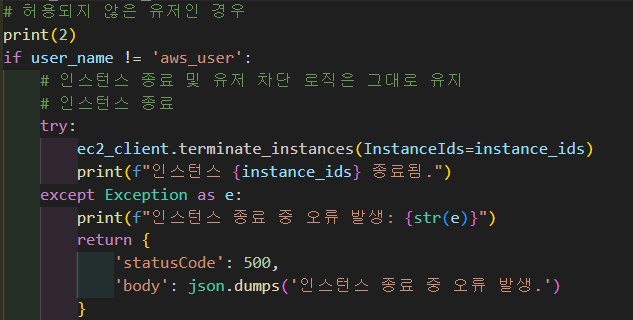 # 허용되지 않은 유저인 경우
print(2)
if user_name != 'aws_user':
# 인스턴스 종료 및 유저 차단 로직은 그대로 유지
# 인스턴스 종료
try:
ec2_client.terminate_instances(InstanceIds=instance_ids)
print(f"인스턴스 {instance_ids} 종료됨.")
except Exception as e:
print(f"인스턴스 종료 중 오류 발생: {str(e)}")
return {
'statusCode': 500,
'body': json.dumps('인스턴스 종료 중 오류 발생.')
}